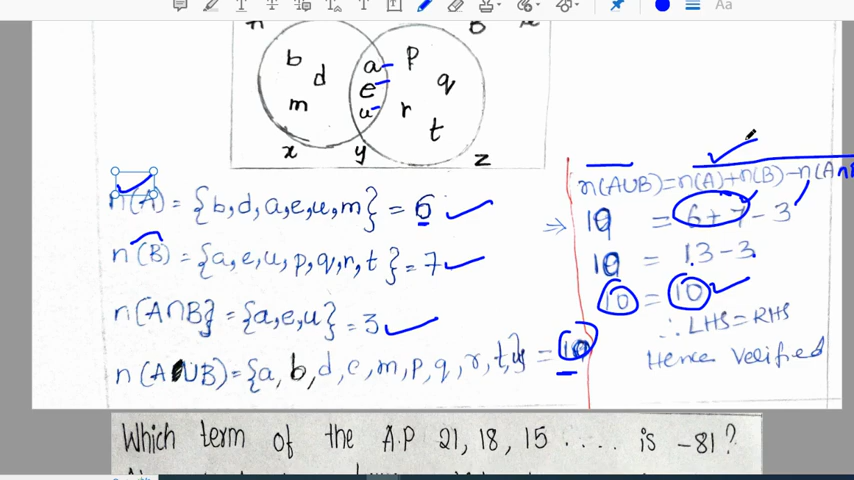 Aa
A B
b d m a e u p q r t
x y z
n(A) = {b,d,a,e,u,m} = 6
n(B) = {a,e,u,p,q,r,t} = 7
n(A∩B) = {a,e,u} = 3
n(A∪B) = {a,b,d,e,m,p,q,r,t,u} = 10
n(A∪B)=n(A)+n(B)-n(A∩B
10 = 6+7-3
10 = 13-3
10 = 10
∴ LHS = RHS
Hence Verified
Which term of the A.P 21, 18, 15 .... is -81?